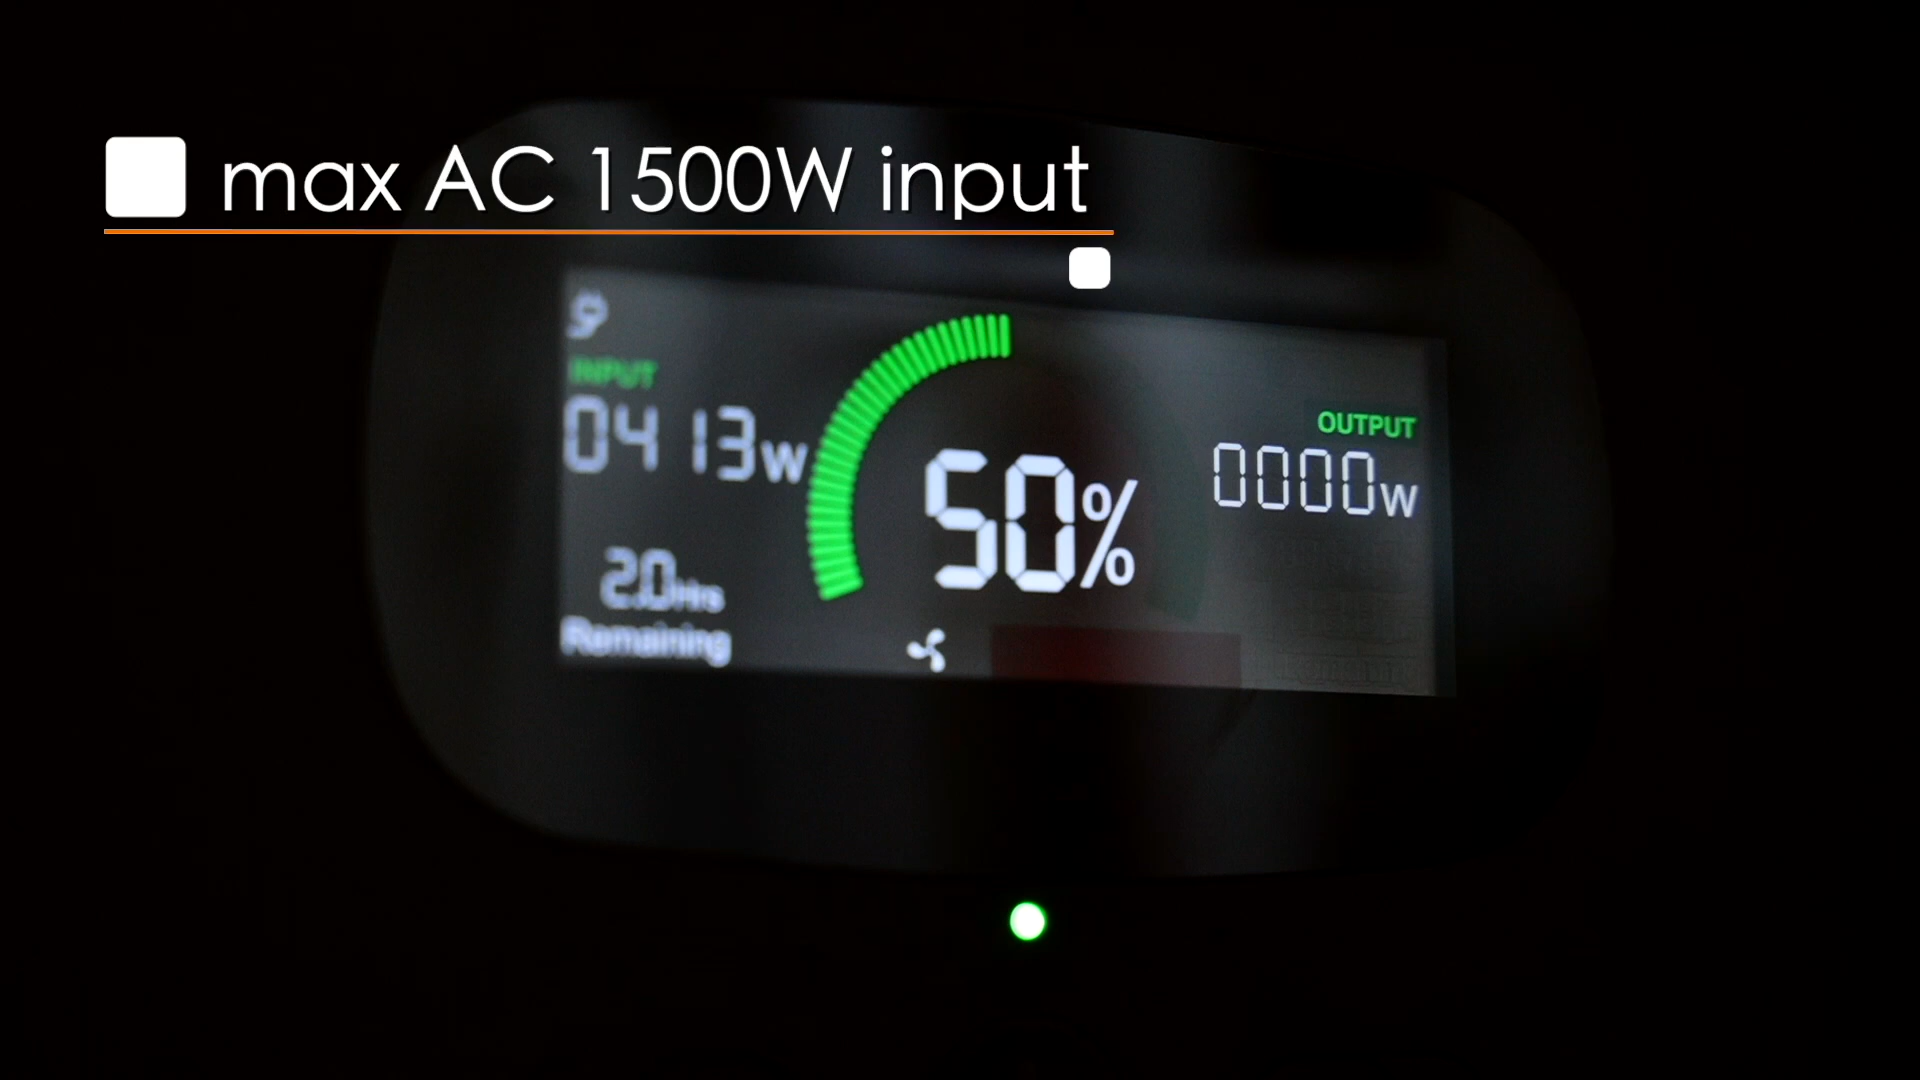 max AC 1500W input
INPUT
0413W
2.0Hrs
Remaining
50%
OUTPUT
0000W